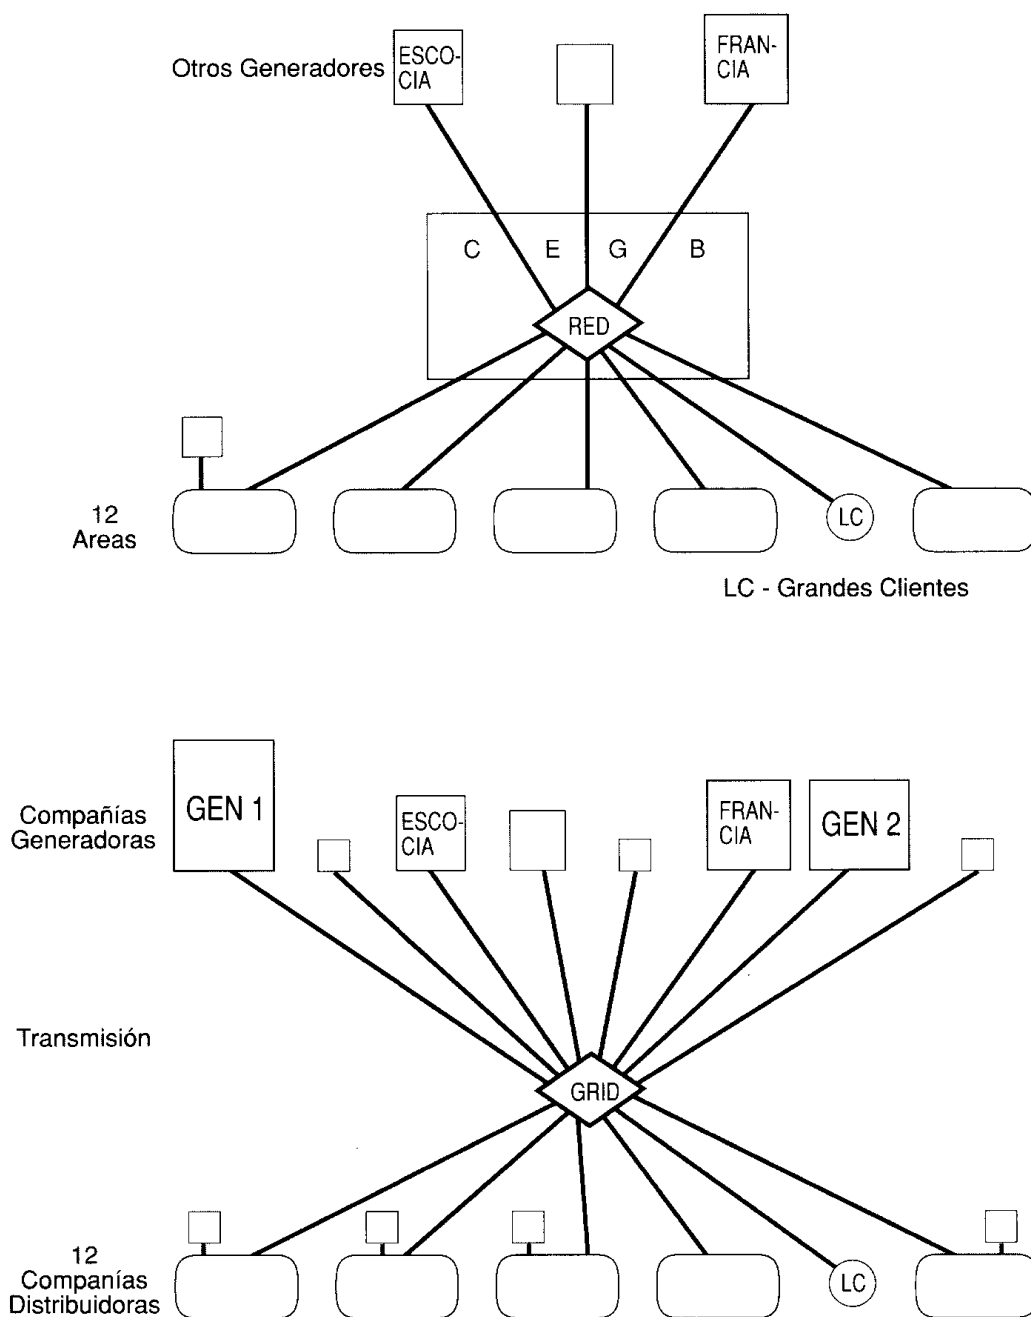 Otros Generadores
ESCO-
CIA
FRAN-
CIA
C E G B
RED
12
Areas
LC
LC - Grandes Clientes
Compañías
Generadoras
GEN 1
ESCO-
CIA
FRAN-
CIA
GEN 2
Transmisión
GRID
12
Companías
Distribuidoras
LC